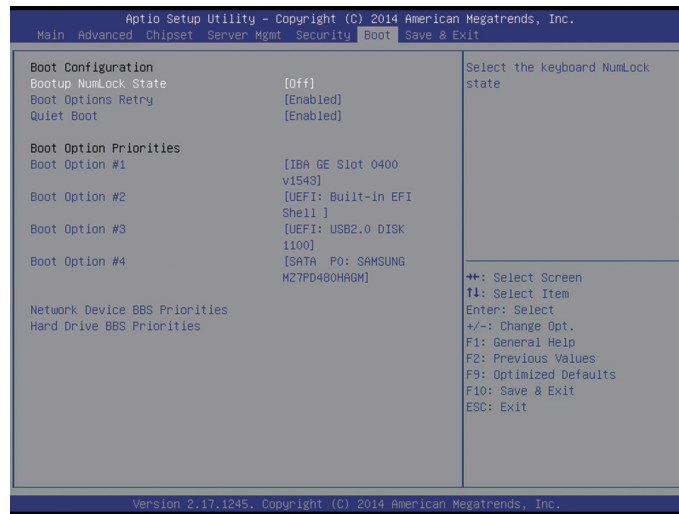 Aptio Setup Utility – Copyright (C) 2014 American Megatrends, Inc.
Main Advanced Chipset Server Mgmt Security Boot Save & Exit
Boot Configuration
Bootup NumLock State [Off]
Boot Options Retry [Enabled]
Quiet Boot [Enabled]
Boot Option Priorities
Boot Option #1 [IBA GE Slot 0400
v1543]
Boot Option #2 [UEFI: Built-in EFI
Shell ]
Boot Option #3 [UEFI: USB2.0 DISK
1100]
Boot Option #4 [SATA P0: SAMSUNG
MZ7PD480HAGM]
Network Device BBS Priorities
Hard Drive BBS Priorities
Select the keyboard NumLock
state
→←: Select Screen
↑↓: Select Item
Enter: Select
+/-: Change Opt.
F1: General Help
F2: Previous Values
F9: Optimized Defaults
F10: Save & Exit
ESC: Exit
Version 2.17.1245. Copyright (C) 2014 American Megatrends, Inc.